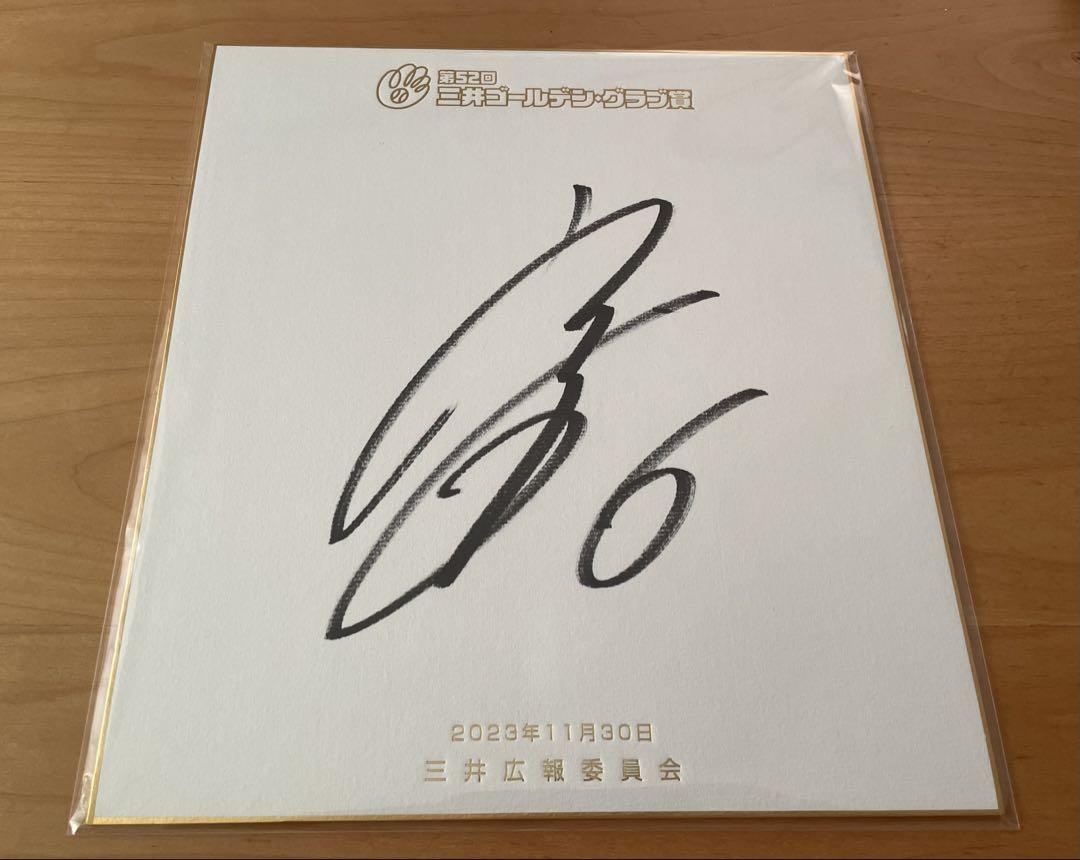 第52回
三井ゴールデン・グラブ賞
6
2023年11月30日
三井広報委員会